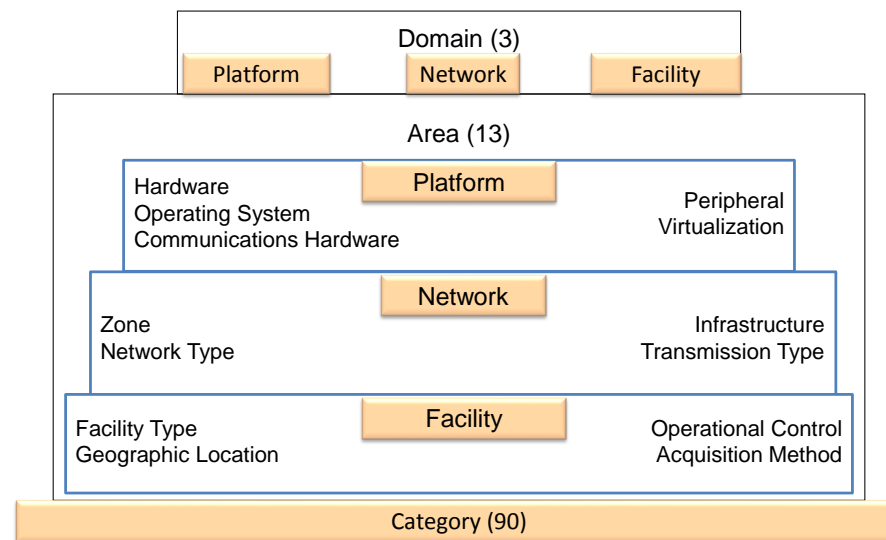 Domain (3)
Platform
Network
Facility
Area (13)
Platform
Hardware
Operating System
Communications Hardware
Peripheral
Virtualization
Network
Zone
Network Type
Infrastructure
Transmission Type
Facility
Facility Type
Geographic Location
Operational Control
Acquisition Method
Category (90)